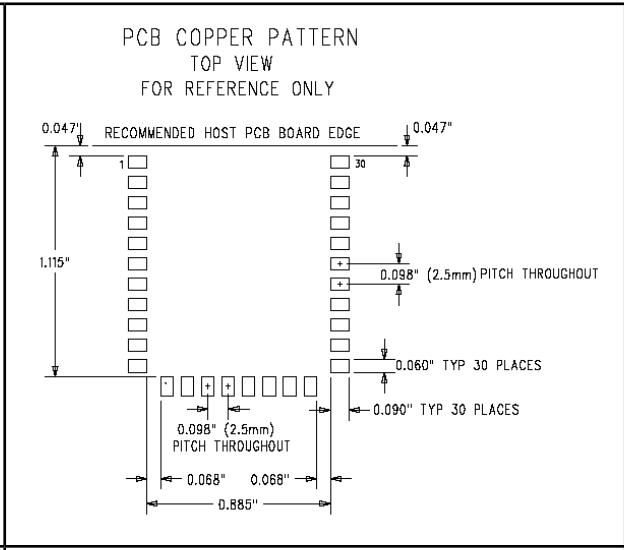 PCB COPPER PATTERN
TOP VIEW
FOR REFERENCE ONLY
0.047"
RECOMMENDED HOST PCB BOARD EDGE
0.047"
1
30
1.115"
0.098" (2.5mm) PITCH THROUGHOUT
0.060" TYP 30 PLACES
0.090" TYP 30 PLACES
0.098" (2.5mm)
PITCH THROUGHOUT
0.068"
0.068"
0.885"